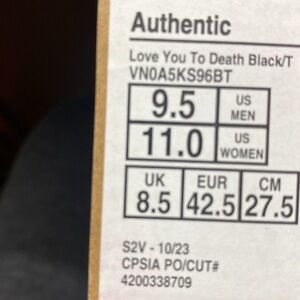 Authentic
Love You To Death Black/T
VN0A5KS96BT
9.5 US MEN
11.0 US WOMEN
UK EUR CM
8.5 42.5 27.5
S2V - 10/23
CPSIA PO/CUT#
4200338709